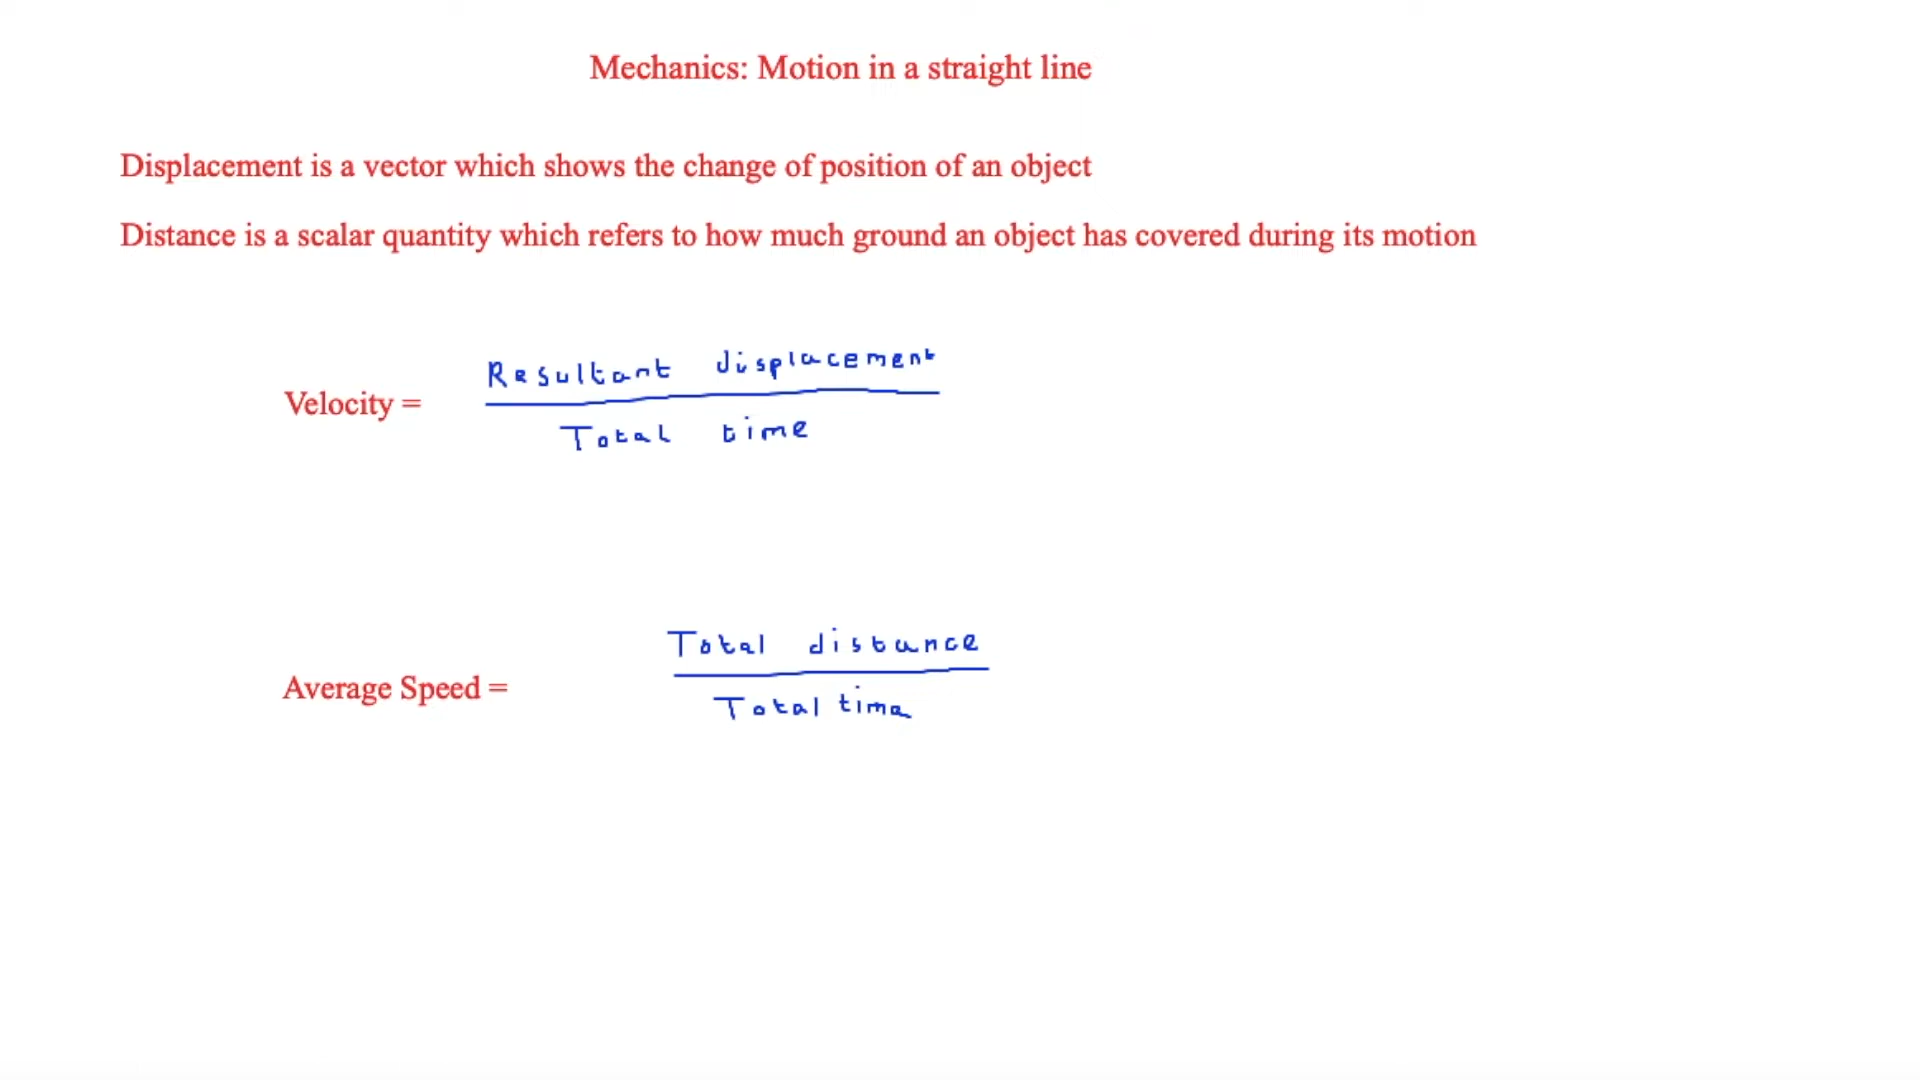 Mechanics: Motion in a straight line
Displacement is a vector which shows the change of position of an object
Distance is a scalar quantity which refers to how much ground an object has covered during its motion
Velocity =
Resultant displacement
Total time
Average Speed =
Total distance
Total time